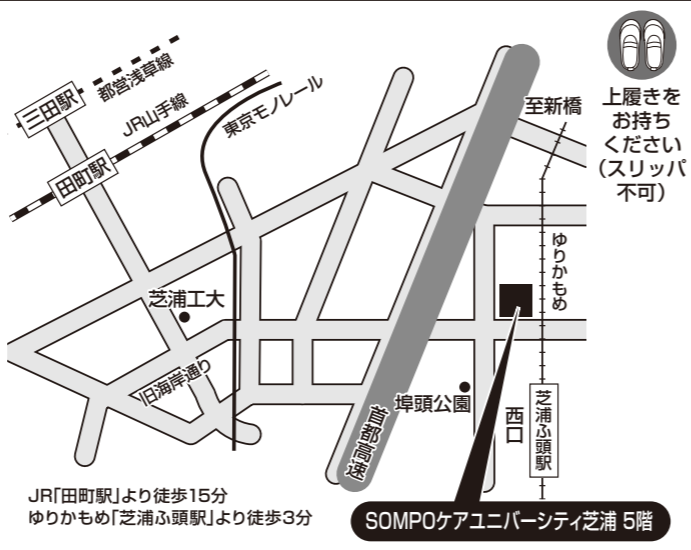 三田駅
都営浅草線
JR山手線
田町駅
東京モノレール
至新橋
上履きを
お持ち
ください
(スリッパ
不可)
ゆりかもめ
芝浦工大
旧海岸通り
首都高速
埠頭公園
西口
芝浦ふ頭駅
JR「田町駅」より徒歩15分
ゆりかもめ「芝浦ふ頭駅」より徒歩3分
SOMPOケアユニバーシティ芝浦 5階